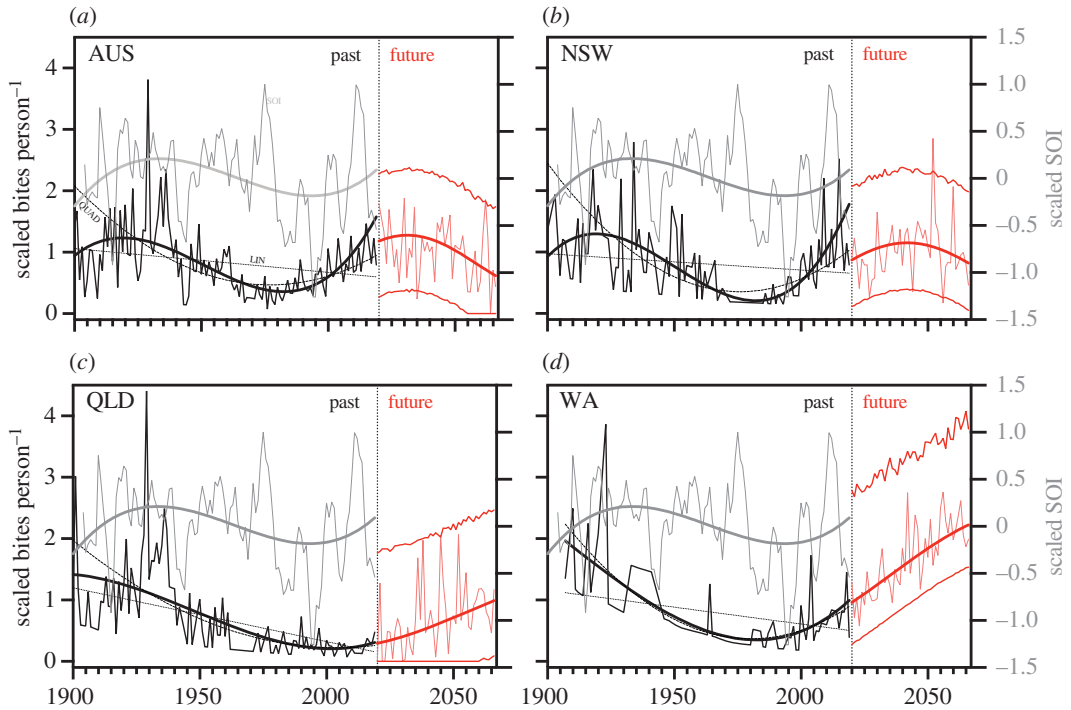 (a)
(b)
AUS
past
future
NSW
past
future
4
3
2
1
0
scaled bites person⁻¹
SOI
QUAD
LIN
1.5
1.0
0.5
0
–0.5
–1.0
–1.5
scaled SOI
(c)
(d)
QLD
past
future
WA
past
future
4
3
2
1
0
scaled bites person⁻¹
1.5
1.0
0.5
0
–0.5
–1.0
–1.5
scaled SOI
1900 1950 2000 2050
1900 1950 2000 2050